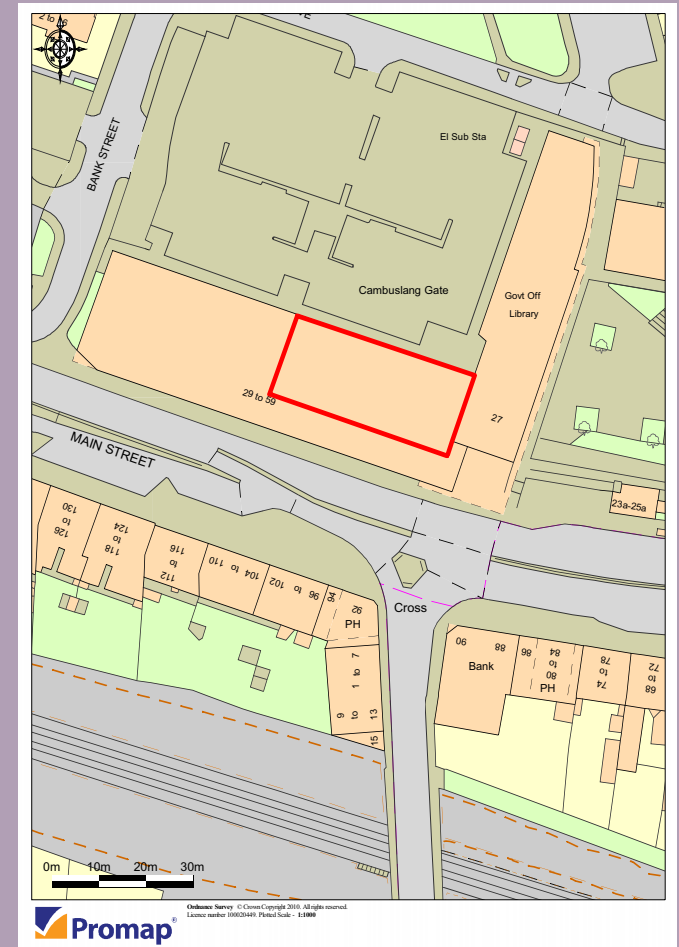 VE
2 to 16
BANK STREET
El Sub Sta
Cambuslang Gate
Govt Off
Library
29 to 59
27
MAIN STREET
23a-25a
130
to
126
124
to
118
116
to
112
110 to 104
102 to 96
94
92
PH
Cross
90
88
86
84
to
80
PH
78
to
74
72
to
68
Bank
1 to 7
9 to 13
15
0m 10m 20m 30m
Promap®
Ordnance Survey © Crown Copyright 2010. All rights reserved.
Licence number 100020449. Plotted Scale - 1:1000